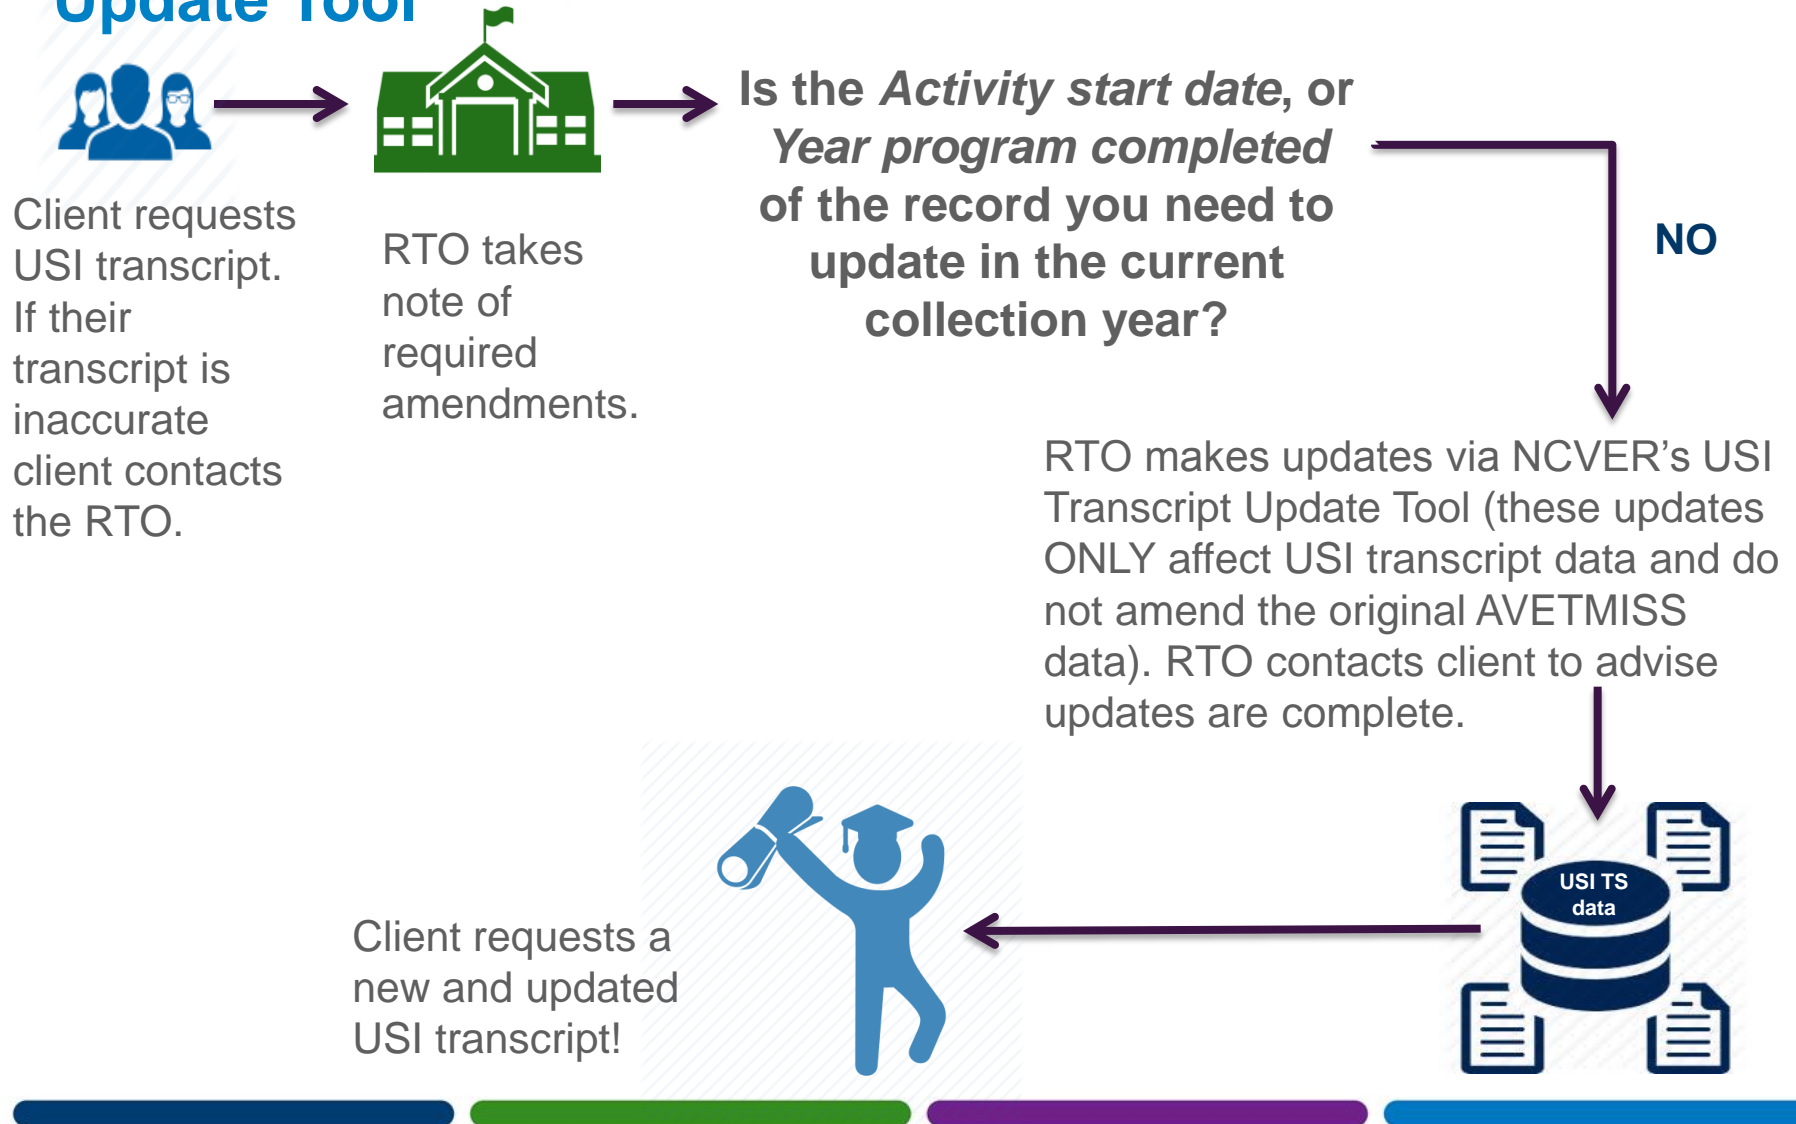 Update Tool
Client requests
USI transcript.
If their
transcript is
inaccurate
client contacts
the RTO.
RTO takes
note of
required
amendments.
Is the Activity start date, or
Year program completed
of the record you need to
update in the current
collection year?
NO
RTO makes updates via NCVER’s USI
Transcript Update Tool (these updates
ONLY affect USI transcript data and do
not amend the original AVETMISS
data). RTO contacts client to advise
updates are complete.
USI TS
data
Client requests a
new and updated
USI transcript!